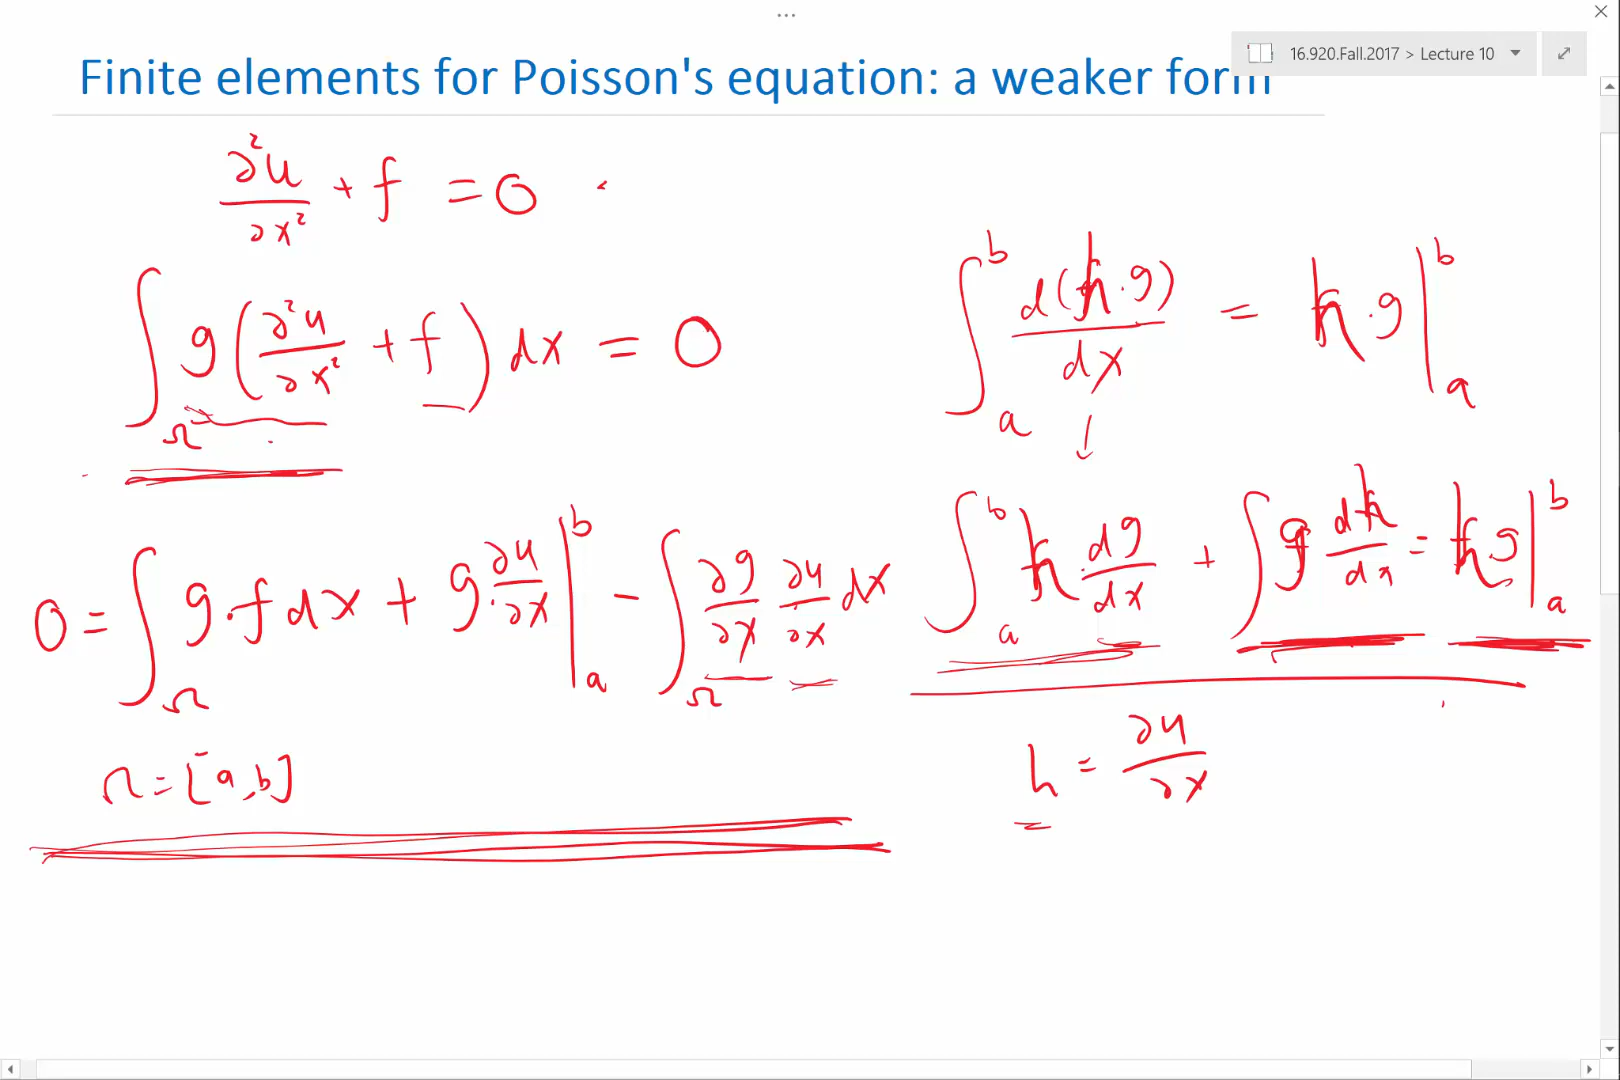 16.920.Fall.2017 > Lecture 10
Finite elements for Poisson's equation: a weaker form
∂²u/∂x² + f = 0
∫_Ω g(∂²u/∂x² + f) dx = 0
0 = ∫_Ω g·f dx + g·∂u/∂x |_a^b − ∫_Ω ∂g/∂x ∂u/∂x dx
Ω = [a,b]
∫_a^b d(h·g)/dx = h·g |_a^b
∫_a^b h·dg/dx + ∫ g dh/dx = hg |_a^b
h = ∂u/∂x